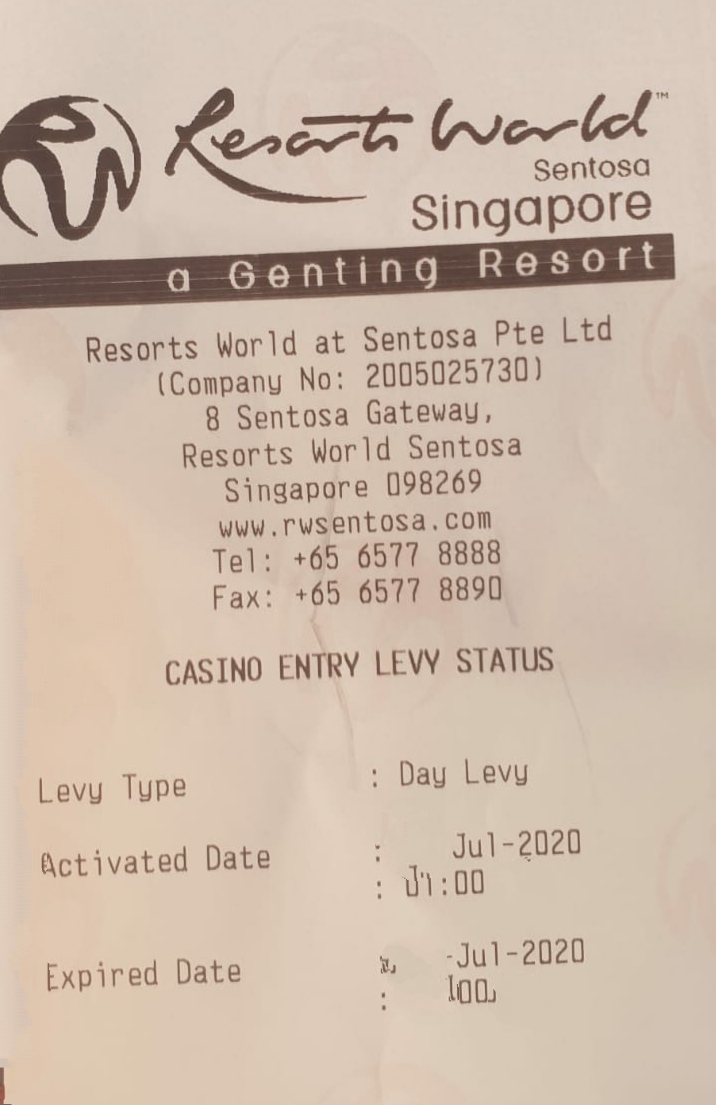 Resorts World™
Sentosa
Singapore
a Genting Resort
Resorts World at Sentosa Pte Ltd
(Company No: 2005025730)
8 Sentosa Gateway,
Resorts World Sentosa
Singapore 098269
www.rwsentosa.com
Tel: +65 6577 8888
Fax: +65 6577 8890
CASINO ENTRY LEVY STATUS
Levy Type : Day Levy
Activated Date : Jul-2020
:
Expired Date -Jul-2020
: